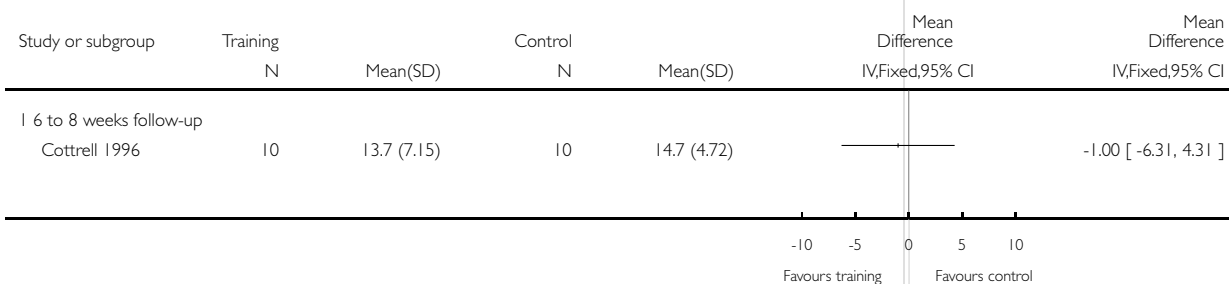 Mean Mean
Study or subgroup Training Control Difference Difference
N Mean(SD) N Mean(SD) IV,Fixed,95% CI IV,Fixed,95% CI
1 6 to 8 weeks follow-up
Cottrell 1996 10 13.7 (7.15) 10 14.7 (4.72) -1.00 [ -6.31, 4.31 ]
-10 -5 0 5 10
Favours training Favours control